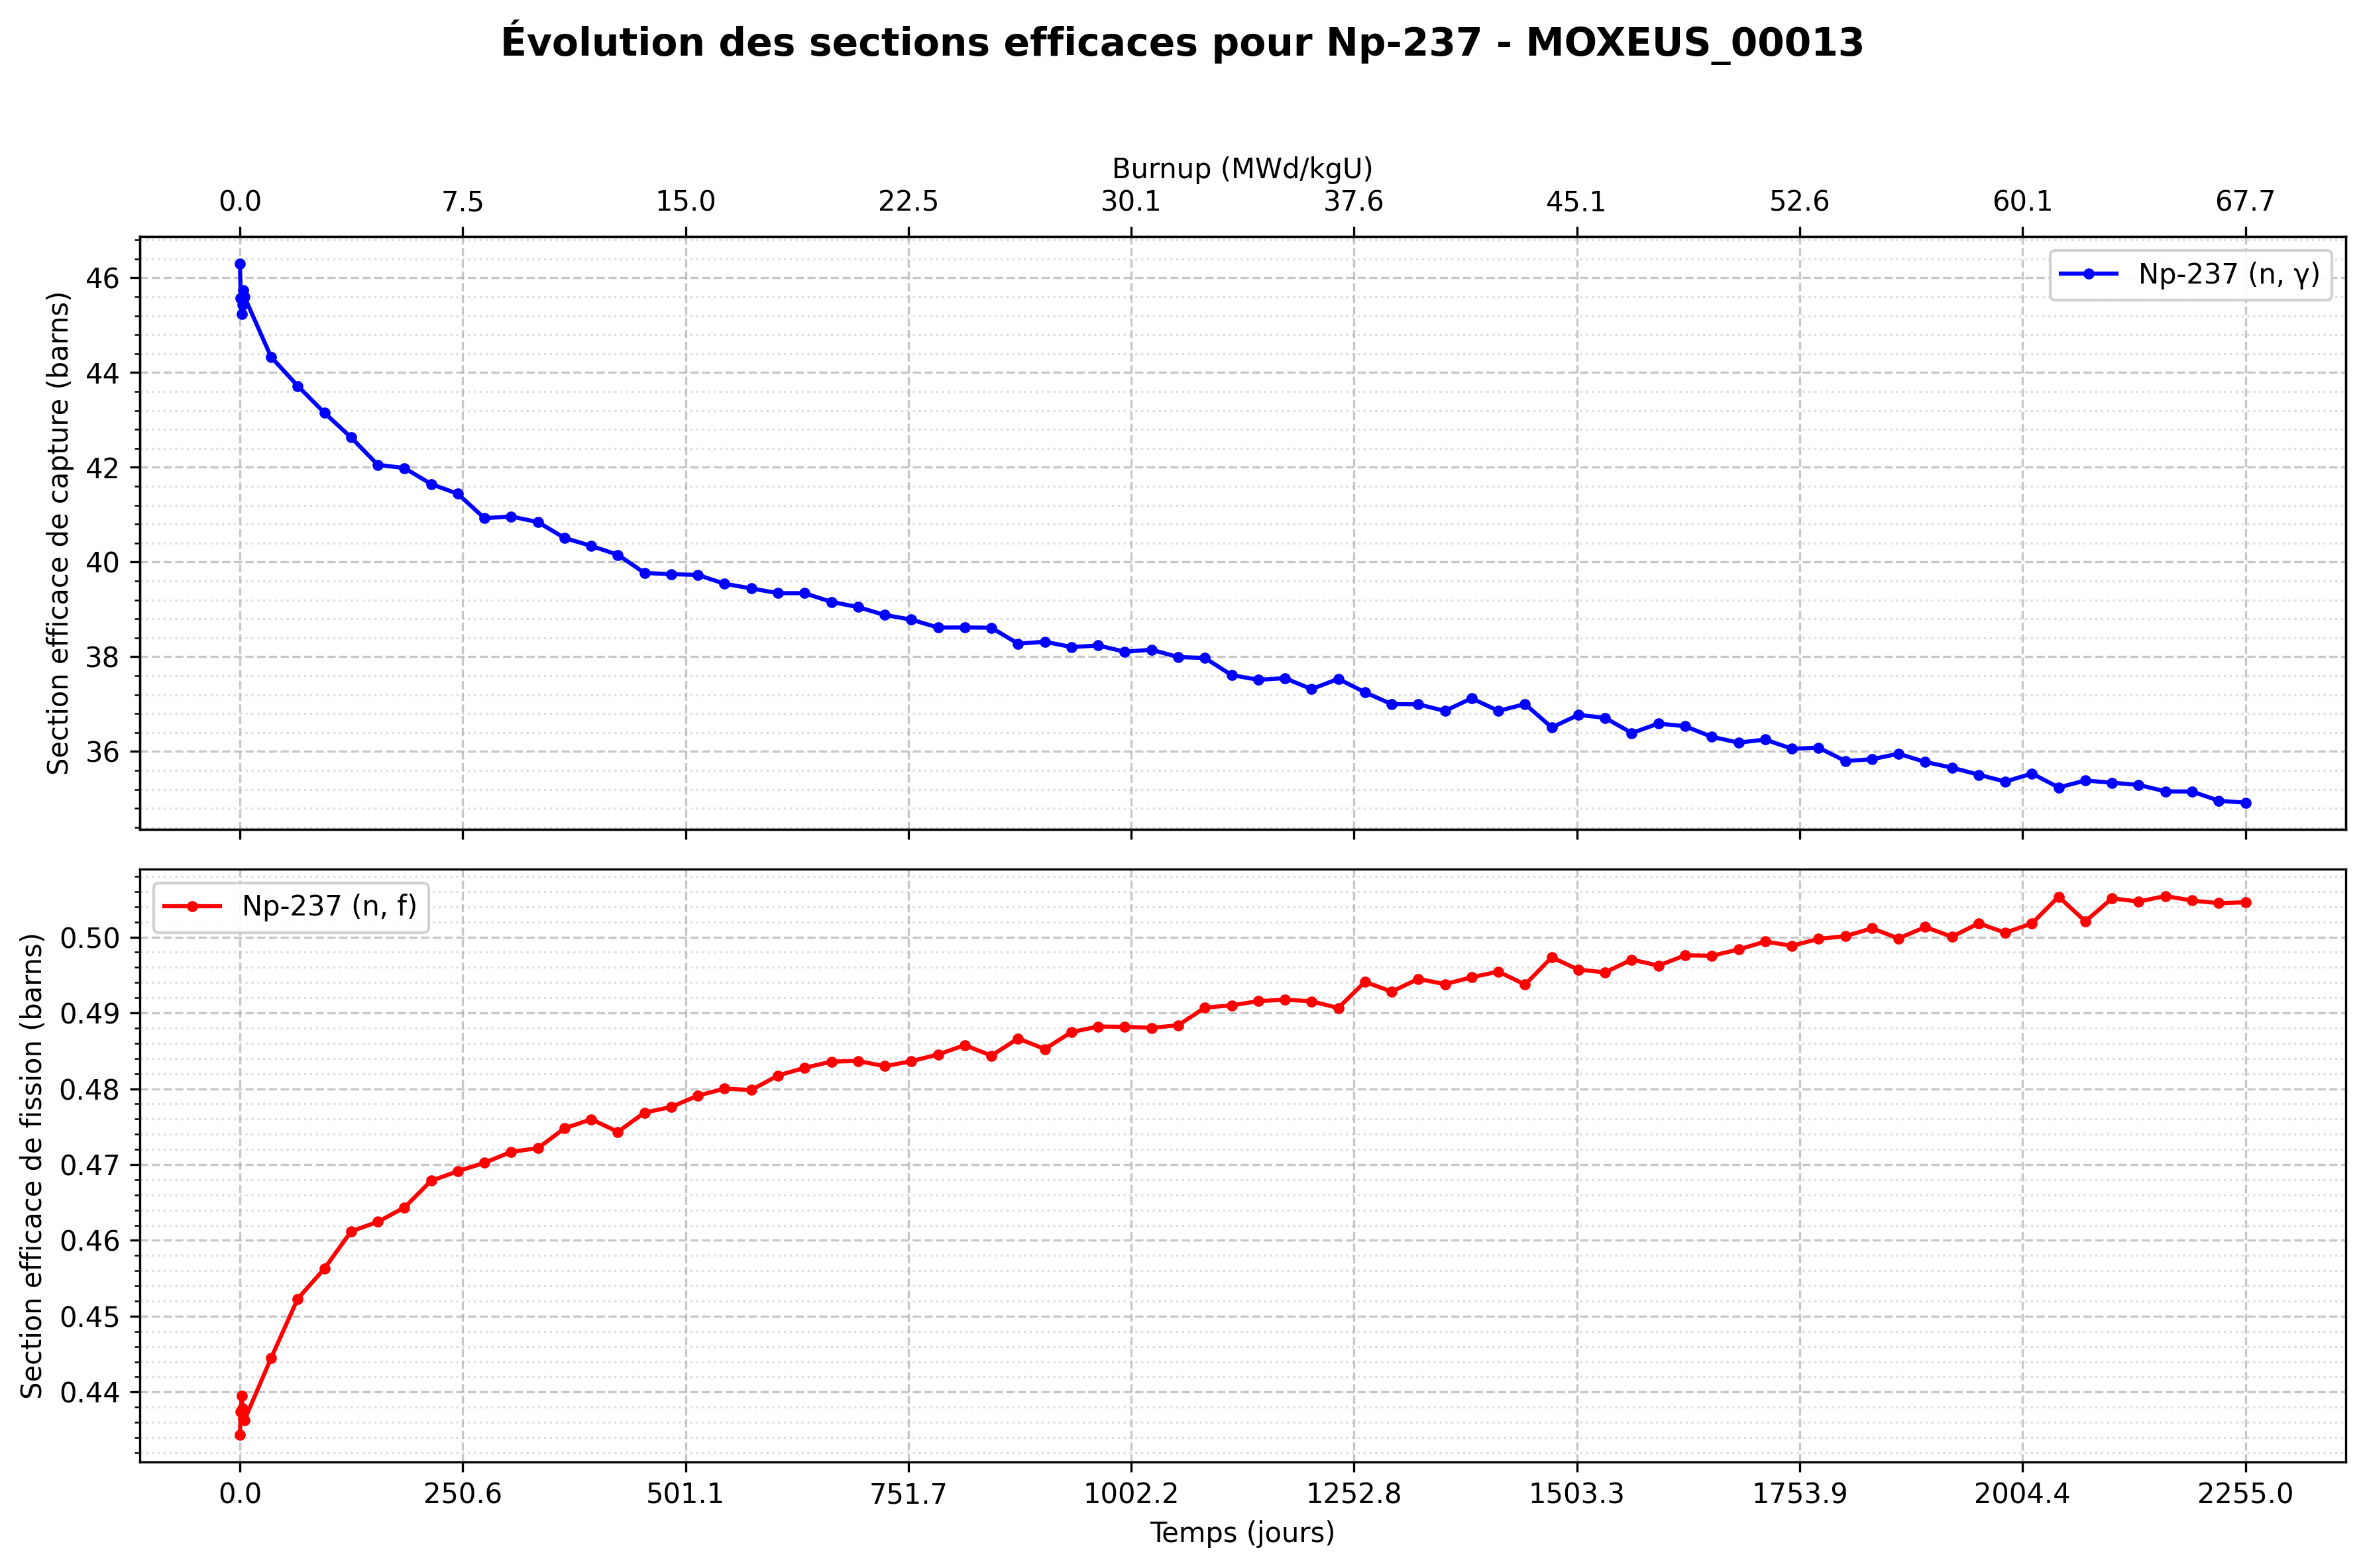 Évolution des sections efficaces pour Np-237 - MOXEUS_00013
Burnup (MWd/kgU)
0.0 7.5 15.0 22.5 30.1 37.6 45.1 52.6 60.1 67.7
Section efficace de capture (barns)
46
44
42
40
38
36
Np-237 (n, γ)
Section efficace de fission (barns)
0.50
0.49
0.48
0.47
0.46
0.45
0.44
Np-237 (n, f)
0.0 250.6 501.1 751.7 1002.2 1252.8 1503.3 1753.9 2004.4 2255.0
Temps (jours)